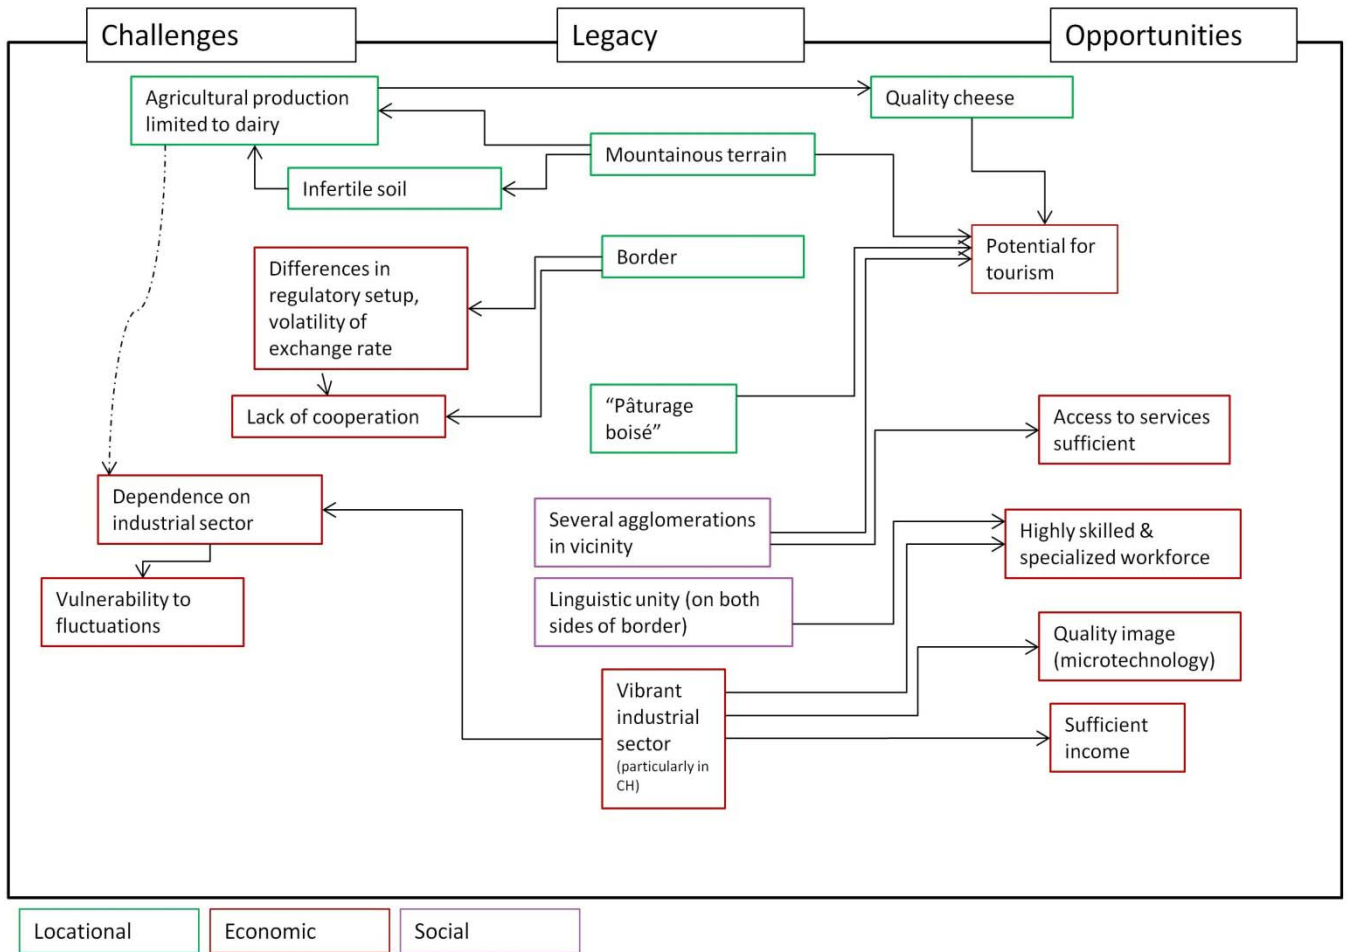 Challenges
Legacy
Opportunities
Agricultural production
limited to dairy
Quality cheese
Mountainous terrain
Infertile soil
Potential for
tourism
Border
Differences in
regulatory setup,
volatility of
exchange rate
"Pâturage
boisé"
Lack of cooperation
Access to services
sufficient
Dependence on
industrial sector
Several agglomerations
in vicinity
Highly skilled &
specialized workforce
Vulnerability to
fluctuations
Linguistic unity (on both
sides of border)
Quality image
(microtechnology)
Vibrant
industrial
sector
(particularly in
CH)
Sufficient
income
Locational
Economic
Social